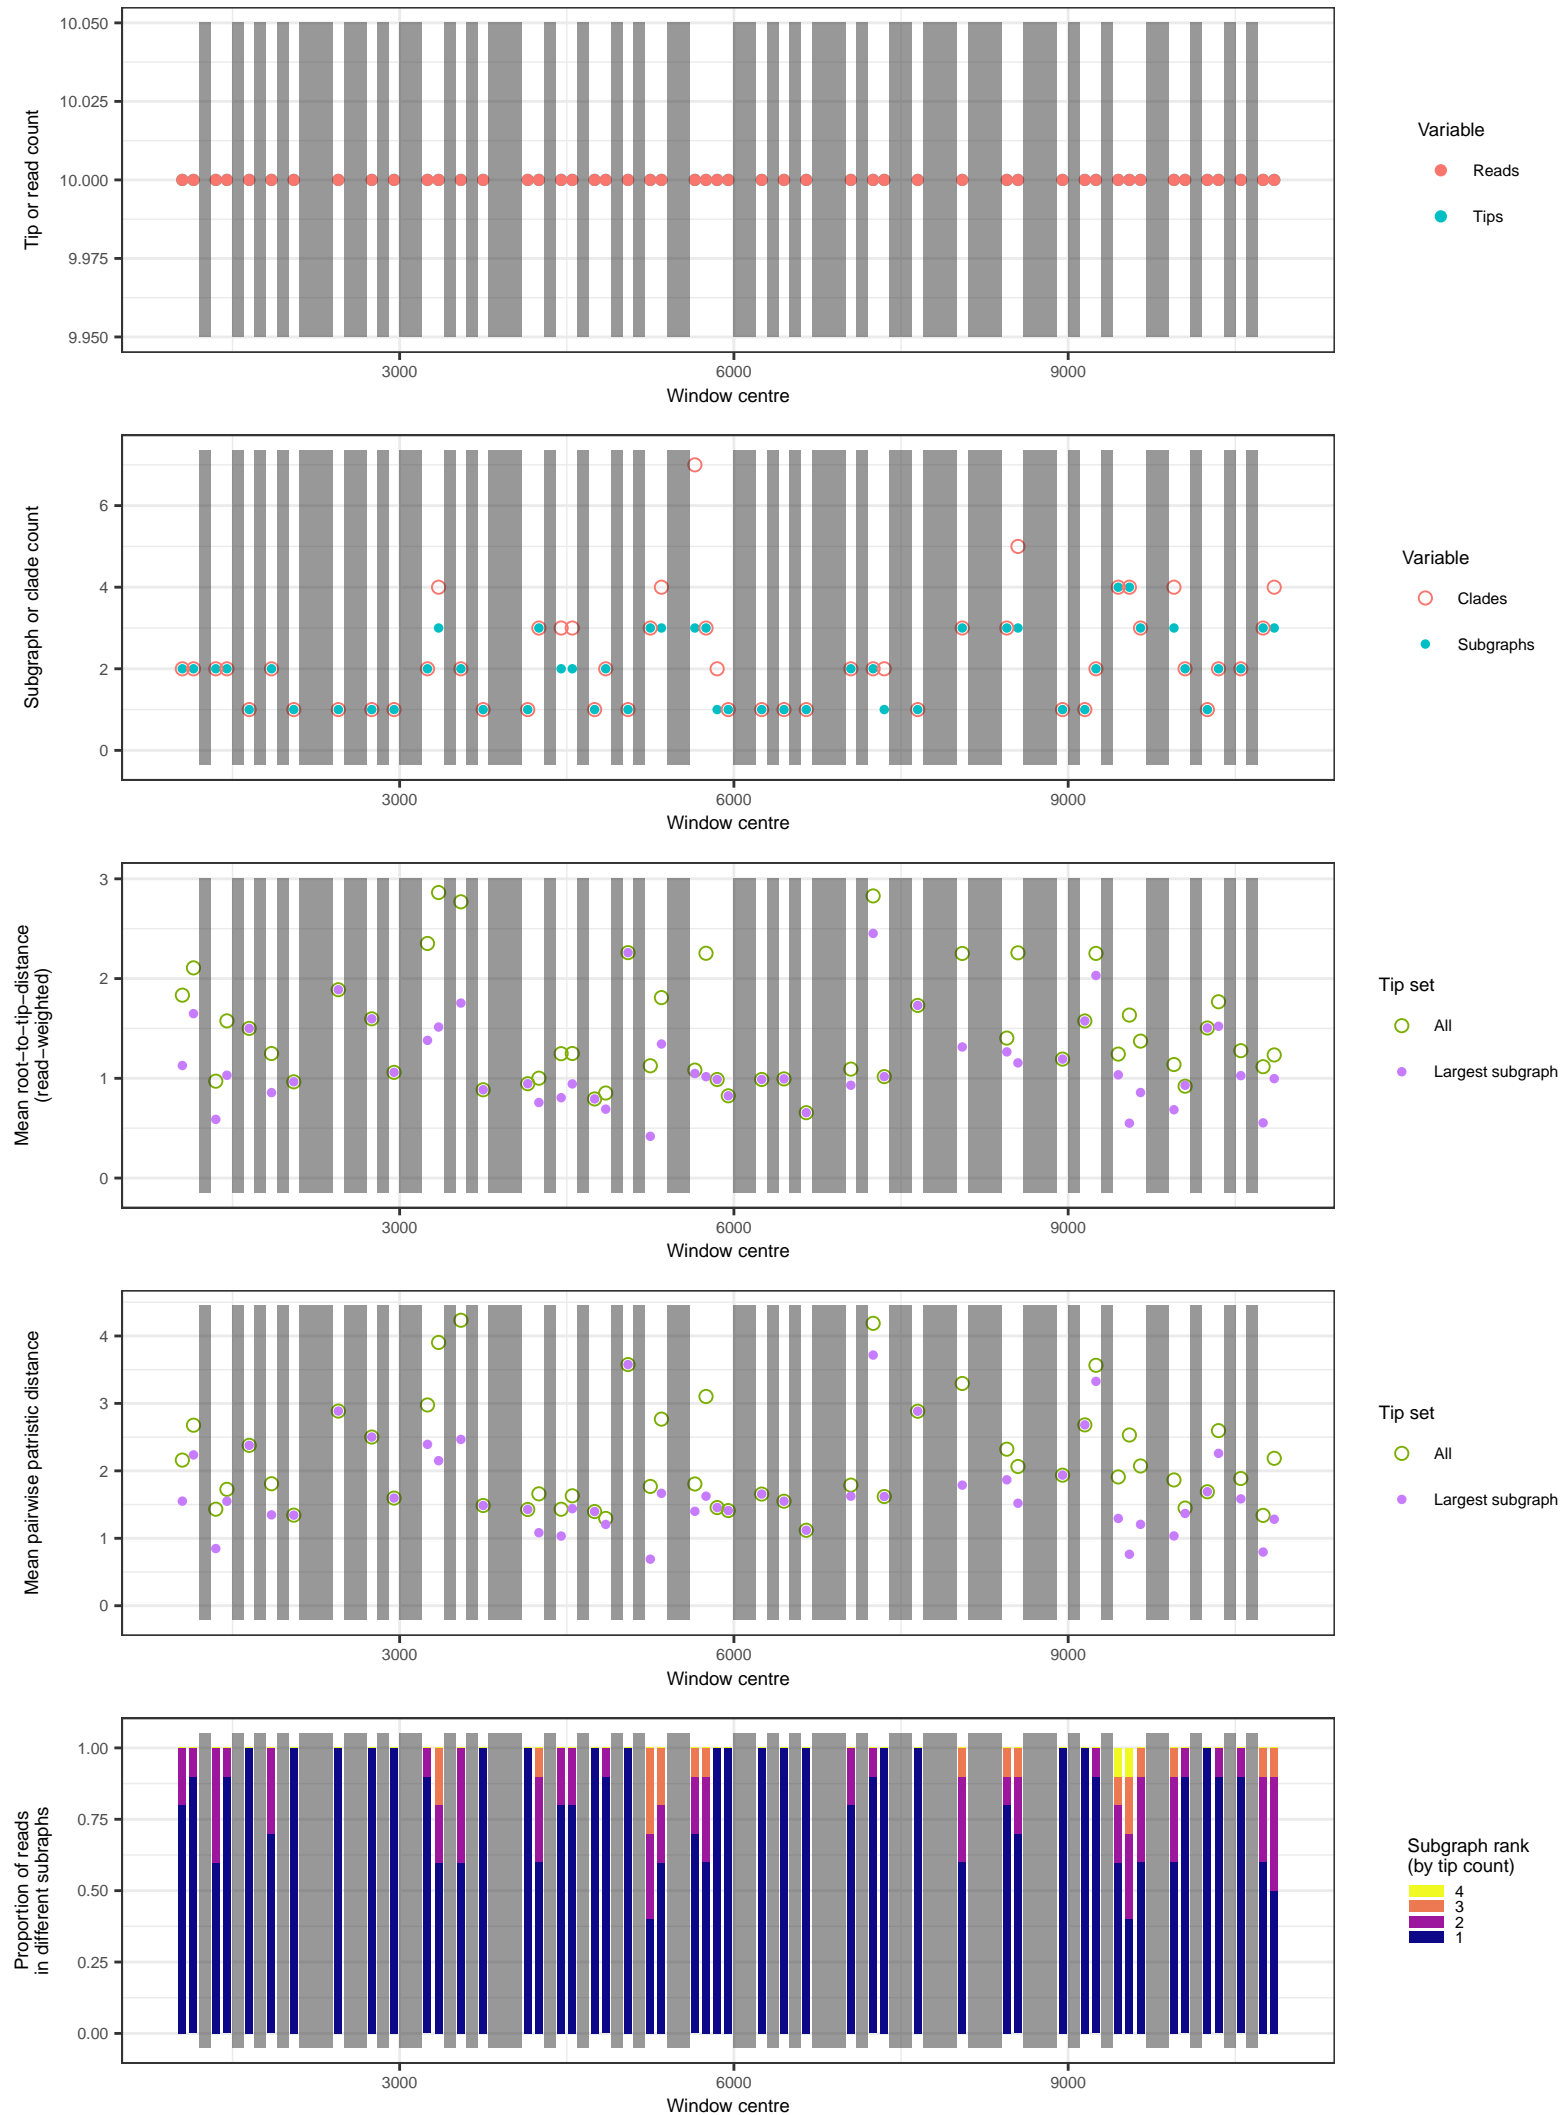 10.050
10.025
10.000
9.975
9.950
Tip or read count
3000 6000 9000
Window centre
Variable
Reads
Tips
6
4
2
0
Subgraph or clade count
3000 6000 9000
Window centre
Variable
Clades
Subgraphs
3
2
1
0
Mean root−to−tip−distance
(read−weighted)
3000 6000 9000
Window centre
Tip set
All
Largest subgraph
4
3
2
1
0
Mean pairwise patristic distance
3000 6000 9000
Window centre
Tip set
All
Largest subgraph
1.00
0.75
0.50
0.25
0.00
Proportion of reads
in different subraphs
3000 6000 9000
Window centre
Subgraph rank
(by tip count)
4
3
2
1